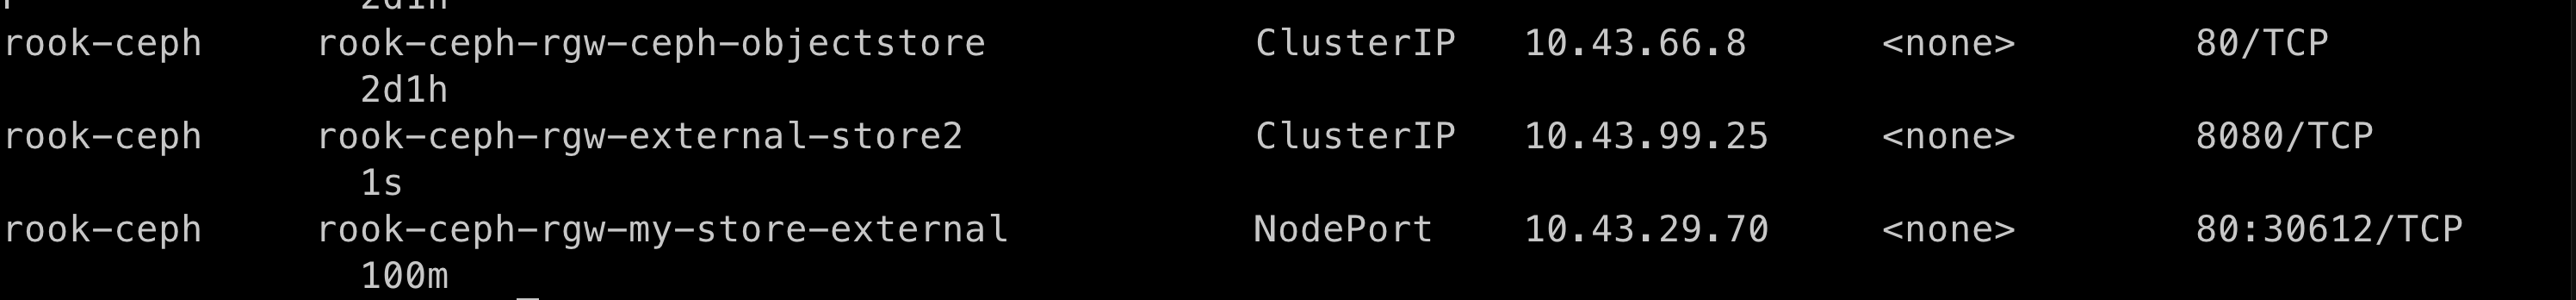 2d1h
rook-ceph rook-ceph-rgw-ceph-objectstore ClusterIP 10.43.66.8 <none> 80/TCP
2d1h
rook-ceph rook-ceph-rgw-external-store2 ClusterIP 10.43.99.25 <none> 8080/TCP
1s
rook-ceph rook-ceph-rgw-my-store-external NodePort 10.43.29.70 <none> 80:30612/TCP
100m